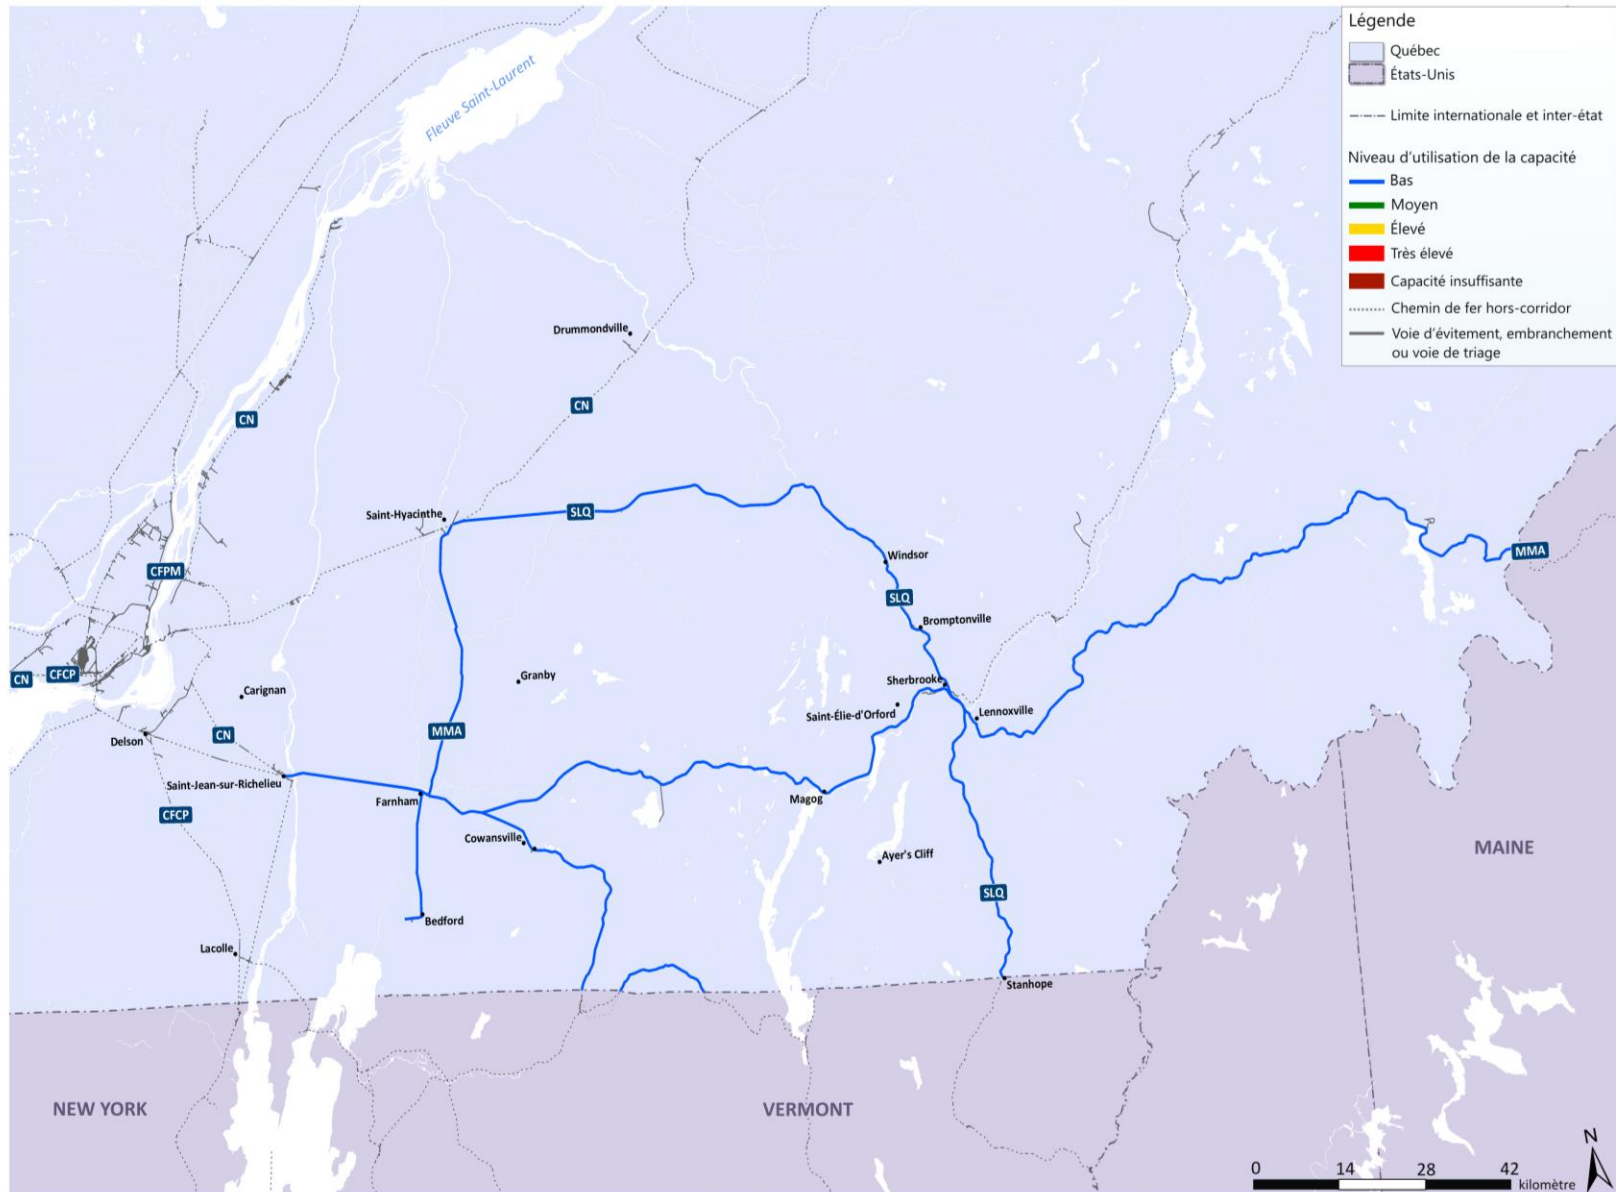 Légende
Québec
États-Unis
Limite internationale et inter-état
Niveau d'utilisation de la capacité
Bas
Moyen
Élevé
Très élevé
Capacité insuffisante
Chemin de fer hors-corridor
Voie d'évitement, embranchement
ou voie de triage
Fleuve Saint-Laurent
Drummondville
CN
CN
Saint-Hyacinthe
SLQ
MMA
Windsor
CFPM
SLQ
Bromptonville
CN
CFCP
Carignan
Granby
Sherbrooke
Saint-Élie-d'Orford
Lennoxville
Delson
CN
MMA
Saint-Jean-sur-Richelieu
Farnham
Magog
CFCP
Cowansville
Ayer's Cliff
MAINE
SLQ
Bedford
Lacolle
Stanhope
NEW YORK
VERMONT
N
0 14 28 42
kilomètre